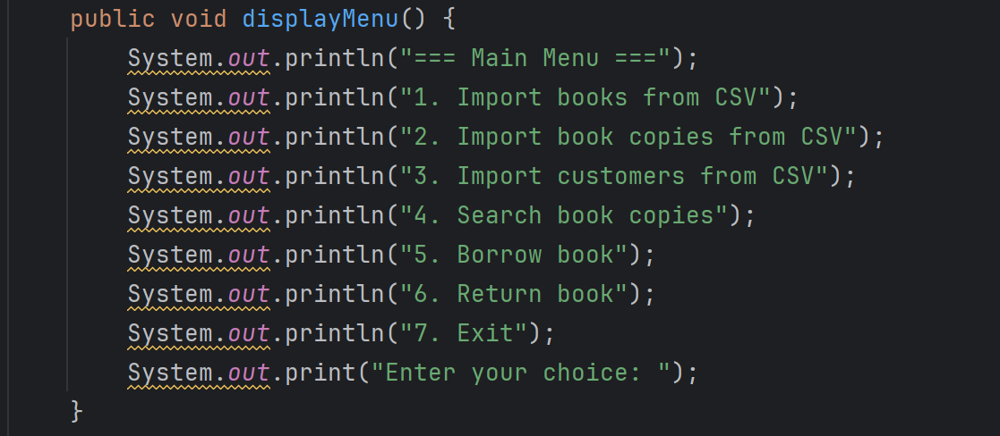 public void displayMenu() {
System.out.println("=== Main Menu ===");
System.out.println("1. Import books from CSV");
System.out.println("2. Import book copies from CSV");
System.out.println("3. Import customers from CSV");
System.out.println("4. Search book copies");
System.out.println("5. Borrow book");
System.out.println("6. Return book");
System.out.println("7. Exit");
System.out.print("Enter your choice: ");
}